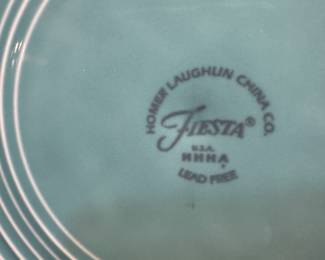 HOMER LAUGHLIN CHINA CO.
Fiesta®
U.S.A.
HHHA
LEAD FREE